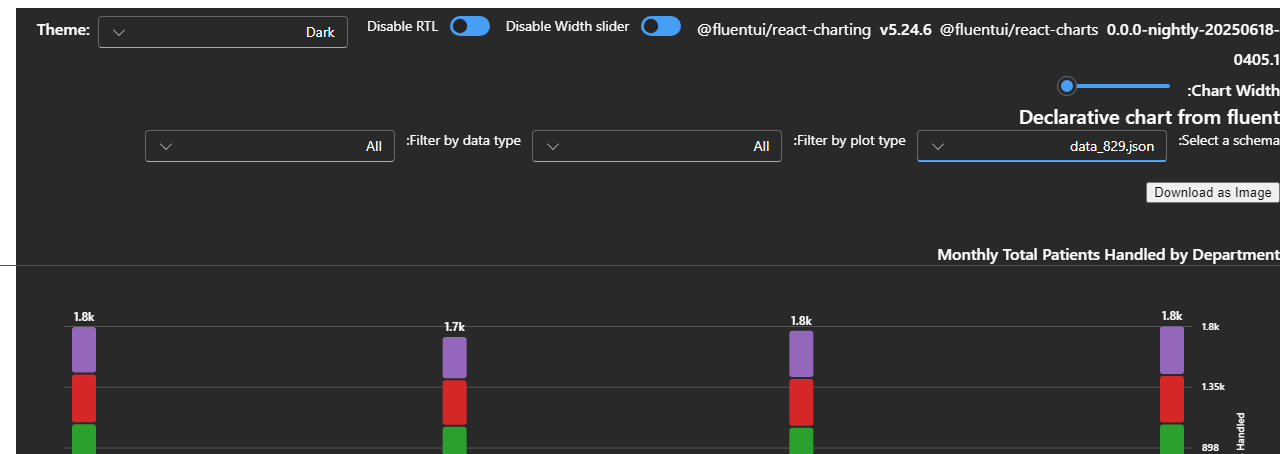 Theme: Dark Disable RTL Disable Width slider @fluentui/react-charting v5.24.6 @fluentui/react-charts 0.0.0-nightly-20250618-
0405.1
:Chart Width
Declarative chart from fluent
:Select a schema data_829.json :Filter by plot type All :Filter by data type All
Download as Image
Monthly Total Patients Handled by Department
1.8k 1.7k 1.8k 1.8k
1.8k
1.35k
898
Handled